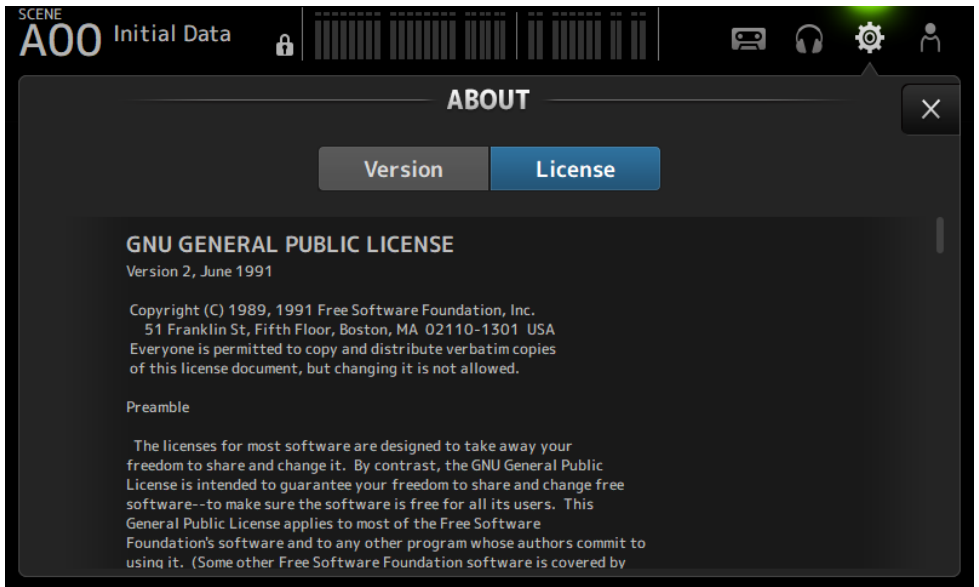 SCENE
A00 Initial Data
ABOUT
Version License
GNU GENERAL PUBLIC LICENSE
Version 2, June 1991
Copyright (C) 1989, 1991 Free Software Foundation, Inc.
51 Franklin St, Fifth Floor, Boston, MA  02110-1301  USA
Everyone is permitted to copy and distribute verbatim copies
of this license document, but changing it is not allowed.
Preamble
The licenses for most software are designed to take away your
freedom to share and change it.  By contrast, the GNU General Public
License is intended to guarantee your freedom to share and change free
software--to make sure the software is free for all its users.  This
General Public License applies to most of the Free Software
Foundation's software and to any other program whose authors commit to
using it.  (Some other Free Software Foundation software is covered by